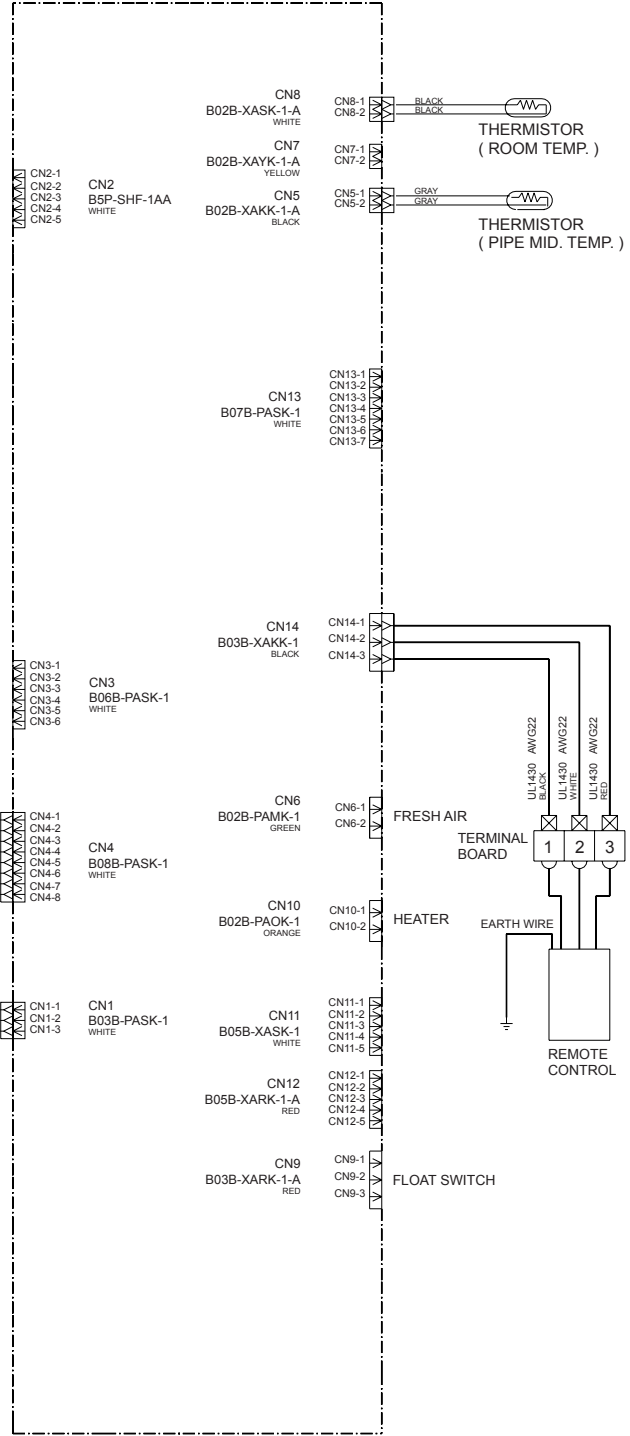 CN8
B02B-XASK-1-A
WHITE
CN8-1
CN8-2
BLACK
BLACK
THERMISTOR
( ROOM TEMP. )
CN7
B02B-XAYK-1-A
YELLOW
CN7-1
CN7-2
CN2-1
CN2-2
CN2-3
CN2-4
CN2-5
CN2
B5P-SHF-1AA
WHITE
CN5
B02B-XAKK-1-A
BLACK
CN5-1
CN5-2
GRAY
GRAY
THERMISTOR
( PIPE MID. TEMP. )
CN13
B07B-PASK-1
WHITE
CN13-1
CN13-2
CN13-3
CN13-4
CN13-5
CN13-6
CN13-7
CN14
B03B-XAKK-1
BLACK
CN14-1
CN14-2
CN14-3
CN3-1
CN3-2
CN3-3
CN3-4
CN3-5
CN3-6
CN3
B06B-PASK-1
WHITE
UL1430 AWG22
BLACK
UL1430 AWG22
WHITE
UL1430 AWG22
RED
CN6
B02B-PAMK-1
GREEN
CN6-1
CN6-2
FRESH AIR
TERMINAL
BOARD
1 2 3
CN4-1
CN4-2
CN4-3
CN4-4
CN4-5
CN4-6
CN4-7
CN4-8
CN4
B08B-PASK-1
WHITE
CN10
B02B-PAOK-1
ORANGE
CN10-1
CN10-2
HEATER
EARTH WIRE
REMOTE
CONTROL
CN1-1
CN1-2
CN1-3
CN1
B03B-PASK-1
WHITE
CN11
B05B-XASK-1
WHITE
CN11-1
CN11-2
CN11-3
CN11-4
CN11-5
CN12
B05B-XARK-1-A
RED
CN12-1
CN12-2
CN12-3
CN12-4
CN12-5
CN9
B03B-XARK-1-A
RED
CN9-1
CN9-2
CN9-3
FLOAT SWITCH